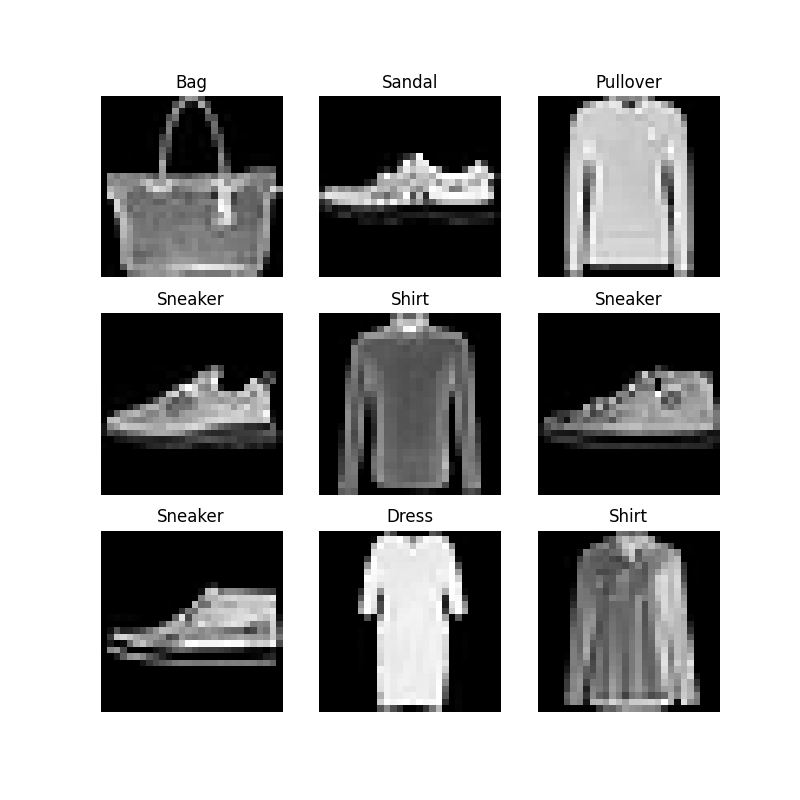 Bag
Sandal
Pullover
Sneaker
Shirt
Sneaker
Sneaker
Dress
Shirt